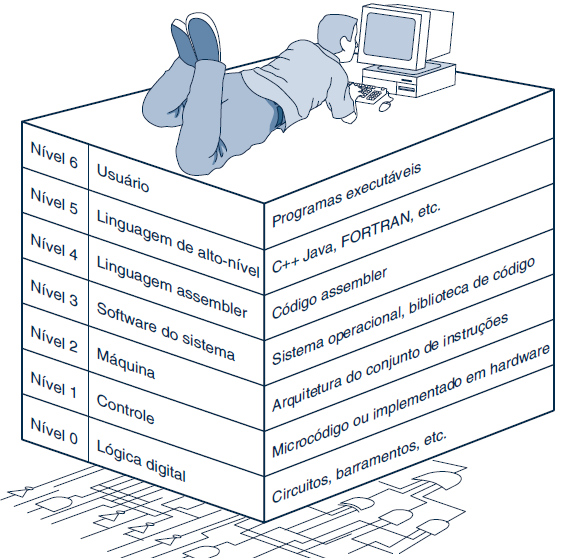 Nível 6 Usuário Programas executáveis
Nível 5 Linguagem de alto-nível C++ Java, FORTRAN, etc.
Nível 4 Linguagem assembler Código assembler
Nível 3 Software do sistema Sistema operacional, biblioteca de código
Nível 2 Máquina Arquitetura do conjunto de instruções
Nível 1 Controle Microcódigo ou implementado em hardware
Nível 0 Lógica digital Circuitos, barramentos, etc.